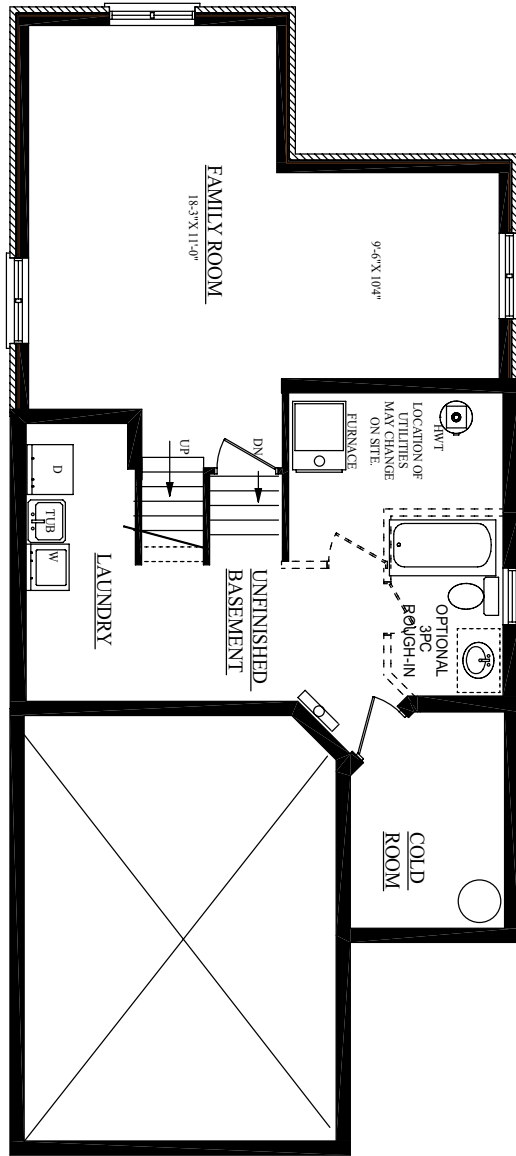 FAMILY ROOM
18-3"X 11'-0"
9'-6"X 10'4"
HWT
LOCATION OF
UTILITIES
MAY CHANGE
ON SITE.
FURNACE
DN
UP
OPTIONAL
3PC
ROUGH-IN
UNFINISHED
BASEMENT
LAUNDRY
D
TUB
W
COLD
ROOM